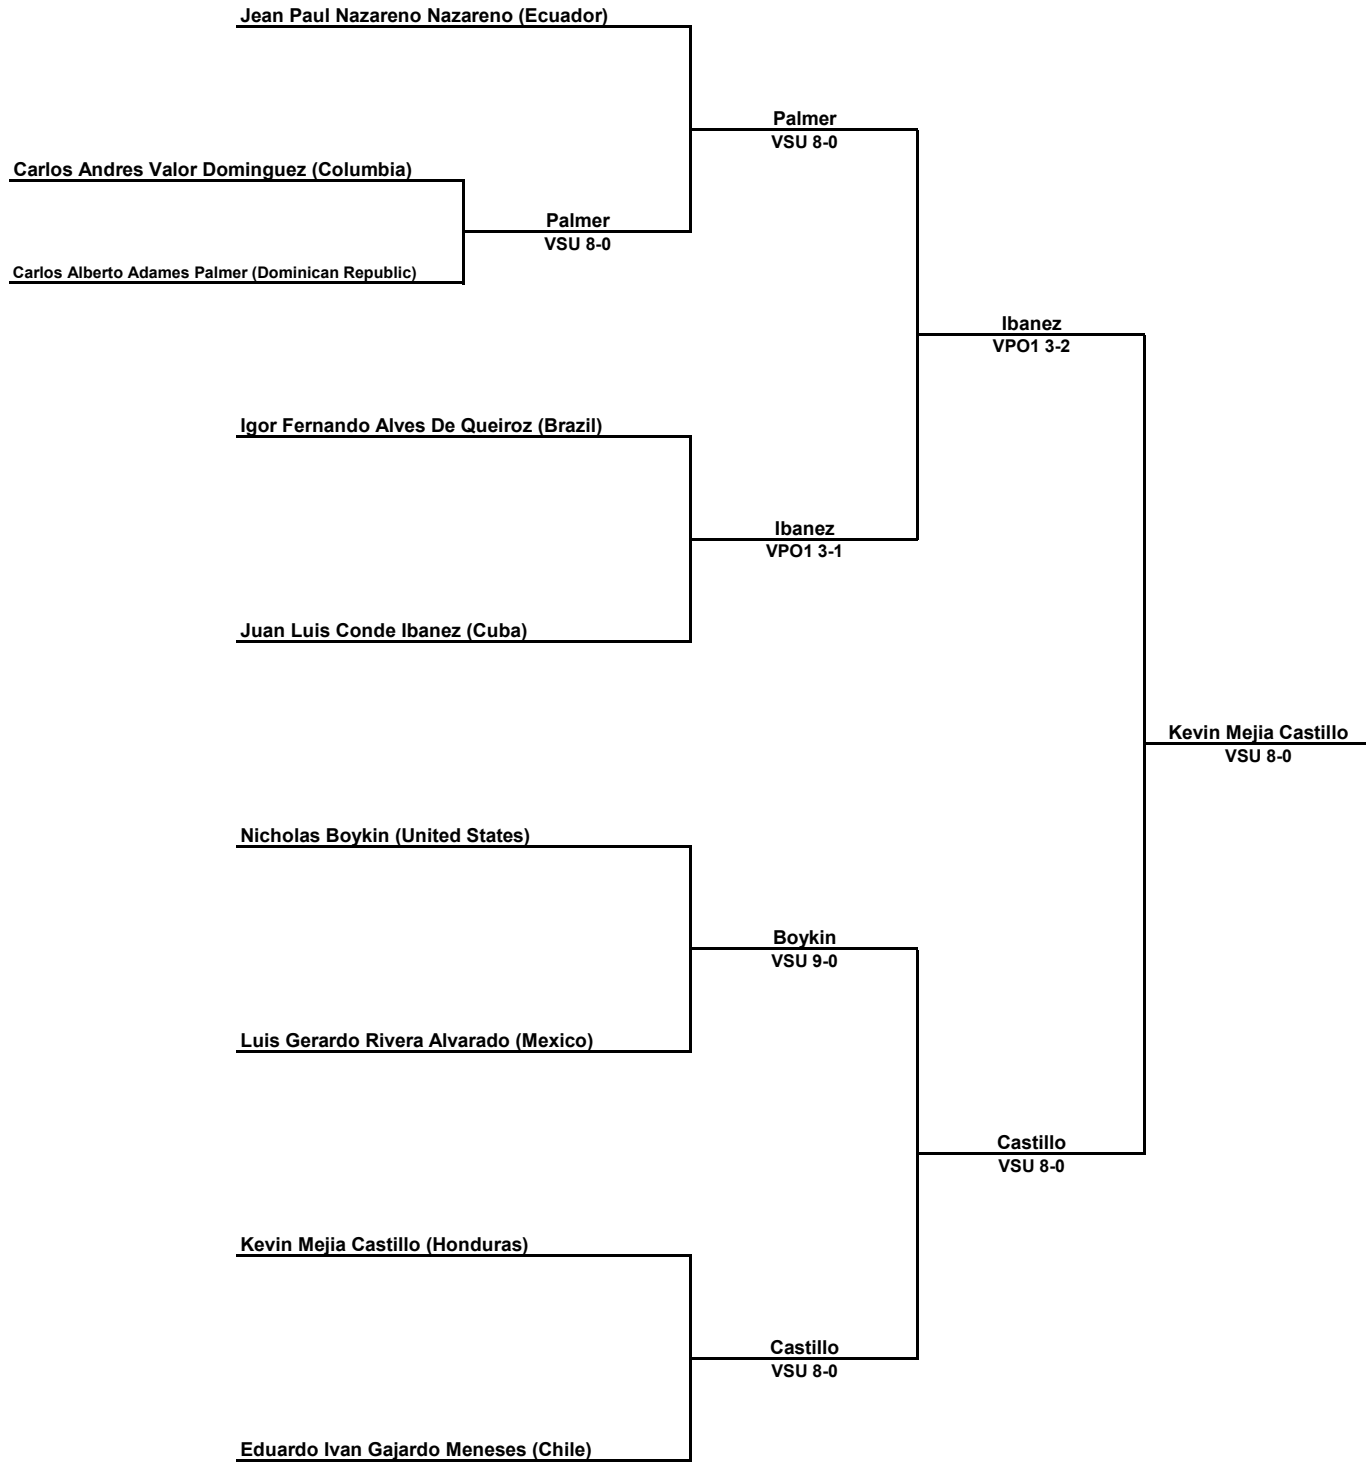 Jean Paul Nazareno Nazareno (Ecuador)
Palmer
VSU 8-0
Carlos Andres Valor Dominguez (Columbia)
Palmer
VSU 8-0
Carlos Alberto Adames Palmer (Dominican Republic)
Ibanez
VPO1 3-2
Igor Fernando Alves De Queiroz (Brazil)
Ibanez
VPO1 3-1
Juan Luis Conde Ibanez (Cuba)
Kevin Mejia Castillo
VSU 8-0
Nicholas Boykin (United States)
Boykin
VSU 9-0
Luis Gerardo Rivera Alvarado (Mexico)
Castillo
VSU 8-0
Kevin Mejia Castillo (Honduras)
Castillo
VSU 8-0
Eduardo Ivan Gajardo Meneses (Chile)